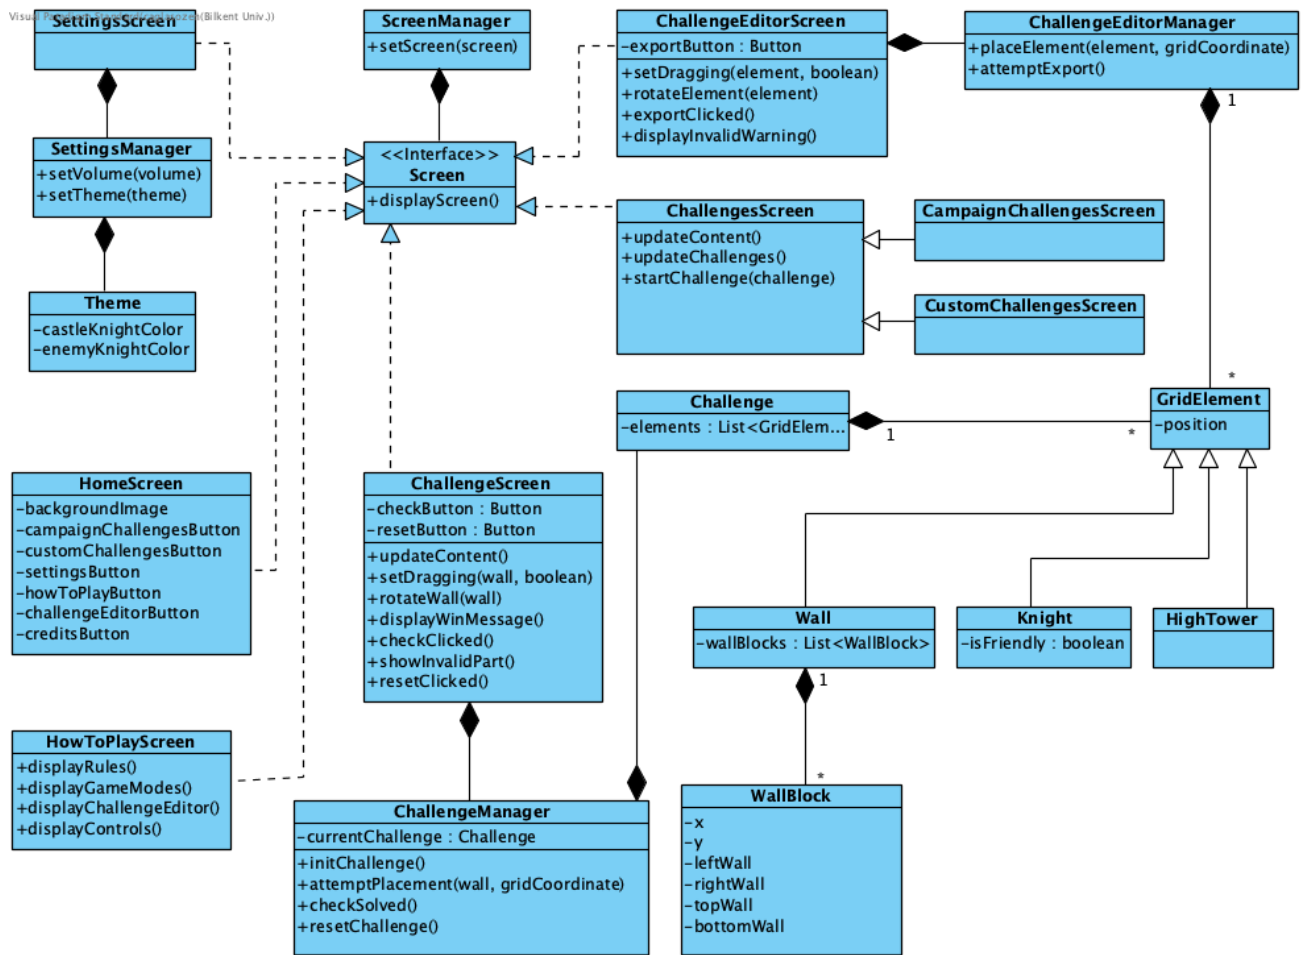 SettingsScreen
ScreenManager
+setScreen(screen)
ChallengeEditorScreen
-exportButton : Button
+setDragging(element, boolean)
+rotateElement(element)
+exportClicked()
+displayInvalidWarning()
ChallengeEditorManager
+placeElement(element, gridCoordinate)
+attemptExport()
1
SettingsManager
+setVolume(volume)
+setTheme(theme)
<<Interface>>
Screen
+displayScreen()
ChallengesScreen
+updateContent()
+updateChallenges()
+startChallenge(challenge)
CampaignChallengesScreen
CustomChallengesScreen
Theme
-castleKnightColor
-enemyKnightColor
*
Challenge
-elements : List<GridElem...
1
*
GridElement
-position
HomeScreen
-backgroundImage
-campaignChallengesButton
-customChallengesButton
-settingsButton
-howToPlayButton
-challengeEditorButton
-creditsButton
ChallengeScreen
-checkButton : Button
-resetButton : Button
+updateContent()
+setDragging(wall, boolean)
+rotateWall(wall)
+displayWinMessage()
+checkClicked()
+showInvalidPart()
+resetClicked()
Wall
-wallBlocks : List<WallBlock>
1
Knight
-isFriendly : boolean
HighTower
HowToPlayScreen
+displayRules()
+displayGameModes()
+displayChallengeEditor()
+displayControls()
ChallengeManager
-currentChallenge : Challenge
+initChallenge()
+attemptPlacement(wall, gridCoordinate)
+checkSolved()
+resetChallenge()
*
WallBlock
-x
-y
-leftWall
-rightWall
-topWall
-bottomWall